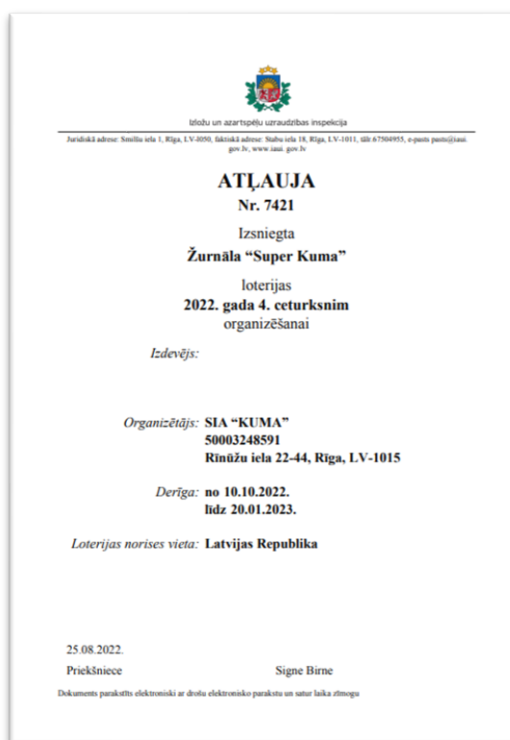 Izložu un azartspēļu uzraudzības inspekcija
Juridiskā adrese: Smilšu iela 1, Rīga, LV-1050, faktiskā adrese: Stabu iela 18, Rīga, LV-1011, tālr 67504955, e-pasts pasts@iaui.
gov.lv, www.iaui. gov.lv
ATĻAUJA
Nr. 7421
Izsniegta
Žurnāla “Super Kuma”
loterijas
2022. gada 4. ceturksnim
organizēšanai
Izdevējs:
Organizētājs: SIA “KUMA”
50003248591
Rīnūžu iela 22-44, Rīga, LV-1015
Derīga: no 10.10.2022.
līdz 20.01.2023.
Loterijas norises vieta: Latvijas Republika
25.08.2022.
Priekšniece Signe Birne
Dokuments parakstīts elektroniski ar drošu elektronisko parakstu un satur laika zīmogu